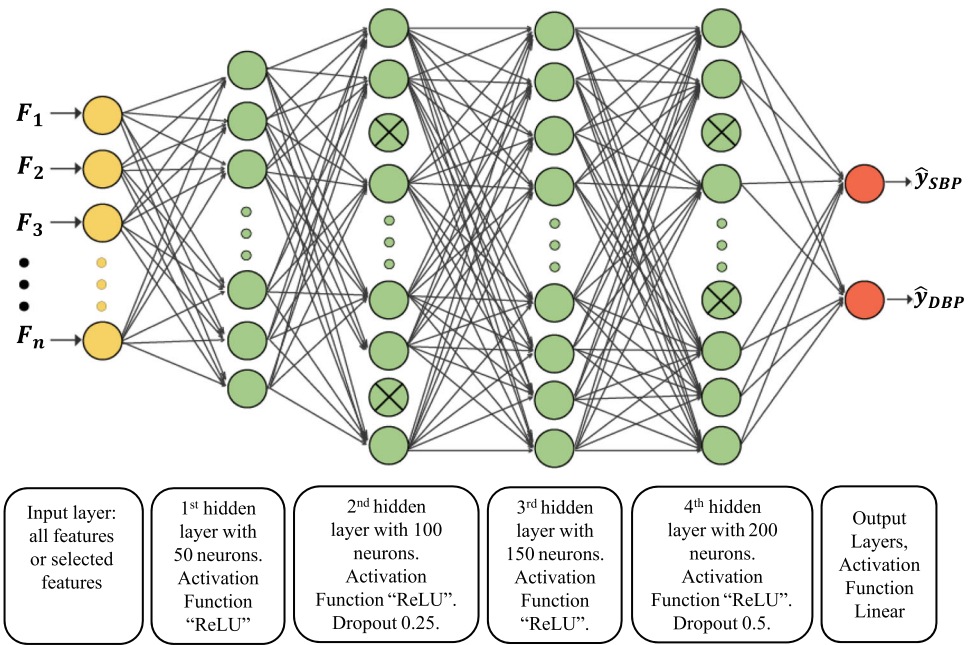 F₁
F₂
F₃
Fₙ
ŷ_SBP
ŷ_DBP
Input layer:
all features
or selected
features
1st hidden
layer with
50 neurons.
Activation
Function
“ReLU”
2nd hidden
layer with 100
neurons.
Activation
Function “ReLU”.
Dropout 0.25.
3rd hidden
layer with
150 neurons.
Activation
Function
“ReLU”.
4th hidden
layer with 200
neurons.
Activation
Function “ReLU”.
Dropout 0.5.
Output
Layers,
Activation
Function
Linear